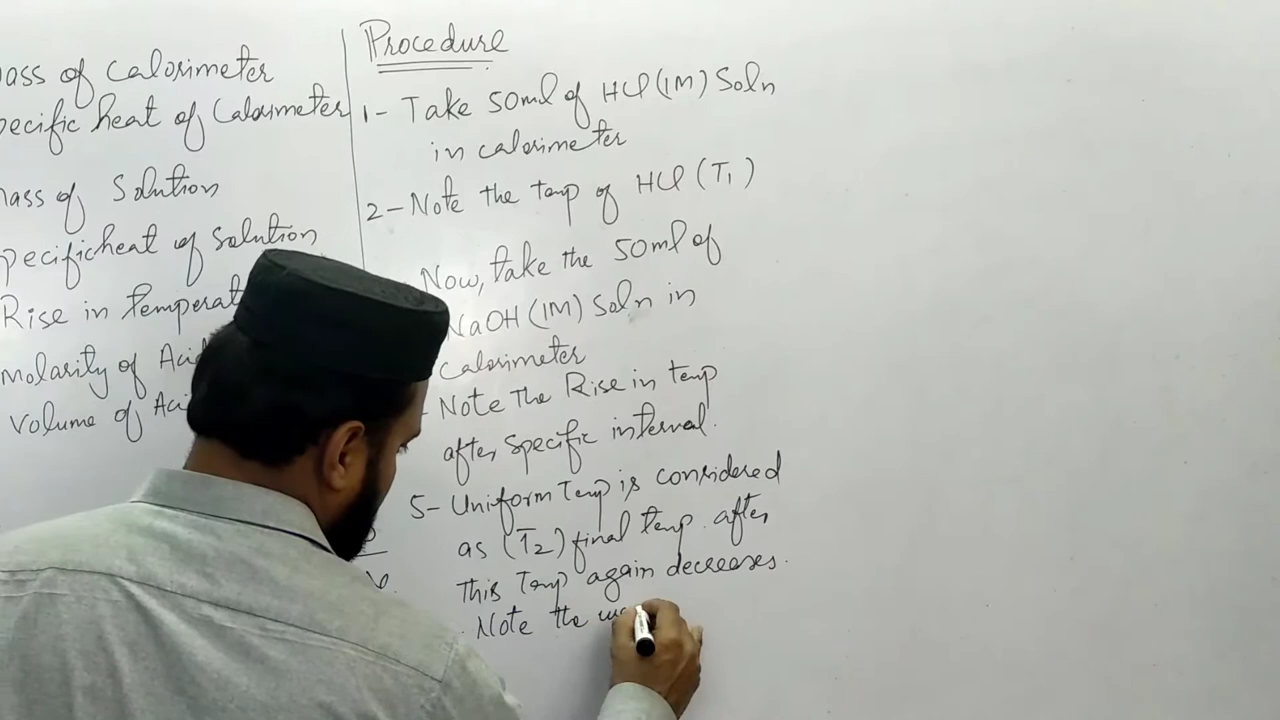 ass of calorimeter
pecific heat of Calorimeter
ass of Solution
pecific heat of Solution
Rise in temperat
molarity of Acid
volume of Aci
Procedure
1- Take 50ml of HCl (1M) Soln
in calorimeter
2- Note the temp of HCl (T1)
Now, take the 50ml of
NaOH (1M) Soln in
calorimeter
- Note The Rise in temp
after specific interval.
5- Uniform Temp is considered
as (T2) final temp. after
This Temp again decreases.
Note the